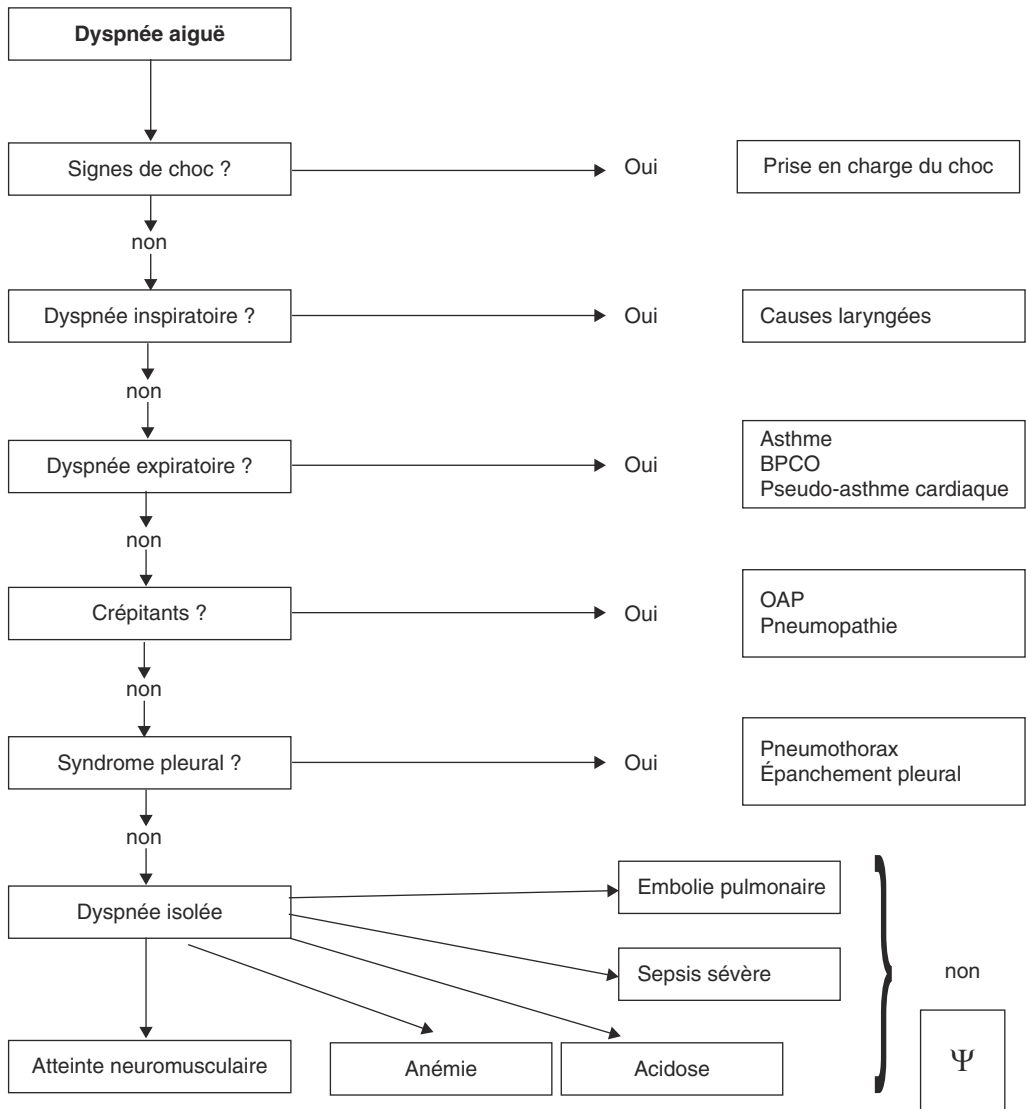 Dyspnée aiguë
Signes de choc ?
Oui
Prise en charge du choc
non
Dyspnée inspiratoire ?
Oui
Causes laryngées
non
Dyspnée expiratoire ?
Oui
Asthme
BPCO
Pseudo-asthme cardiaque
non
Crépitants ?
Oui
OAP
Pneumopathie
non
Syndrome pleural ?
Oui
Pneumothorax
Épanchement pleural
non
Dyspnée isolée
Embolie pulmonaire
Sepsis sévère
non
Atteinte neuromusculaire
Anémie
Acidose
Ψ